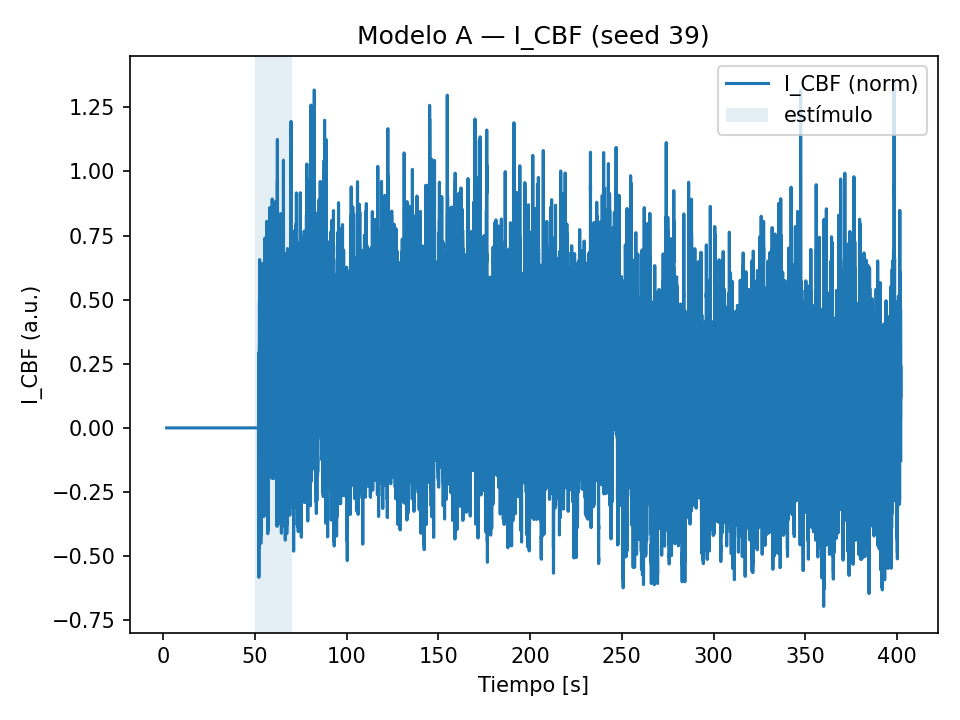 Modelo A — I_CBF (seed 39)
I_CBF (norm)
estímulo
I_CBF (a.u.)
1.25
1.00
0.75
0.50
0.25
0.00
−0.25
−0.50
−0.75
0 50 100 150 200 250 300 350 400
Tiempo [s]